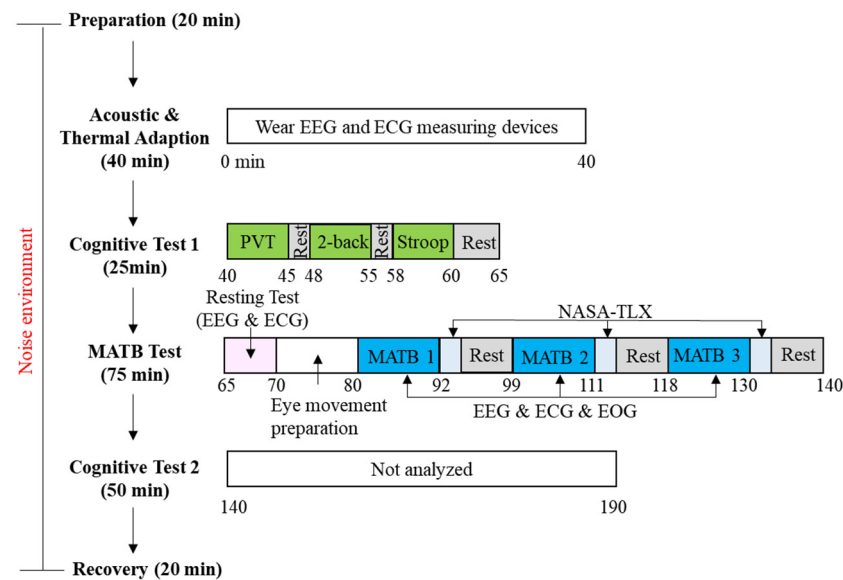 Preparation (20 min)
Acoustic &
Thermal Adaption
(40 min)
Wear EEG and ECG measuring devices
0 min 40
Noise environment
Cognitive Test 1
(25min)
PVT Rest 2-back Rest Stroop Rest
40 45 48 55 58 60 65
Resting Test
(EEG & ECG)
NASA-TLX
MATB Test
(75 min)
MATB 1 Rest MATB 2 Rest MATB 3 Rest
65 70 80 92 99 111 118 130 140
Eye movement
preparation
EEG & ECG & EOG
Cognitive Test 2
(50 min)
Not analyzed
140 190
Recovery (20 min)